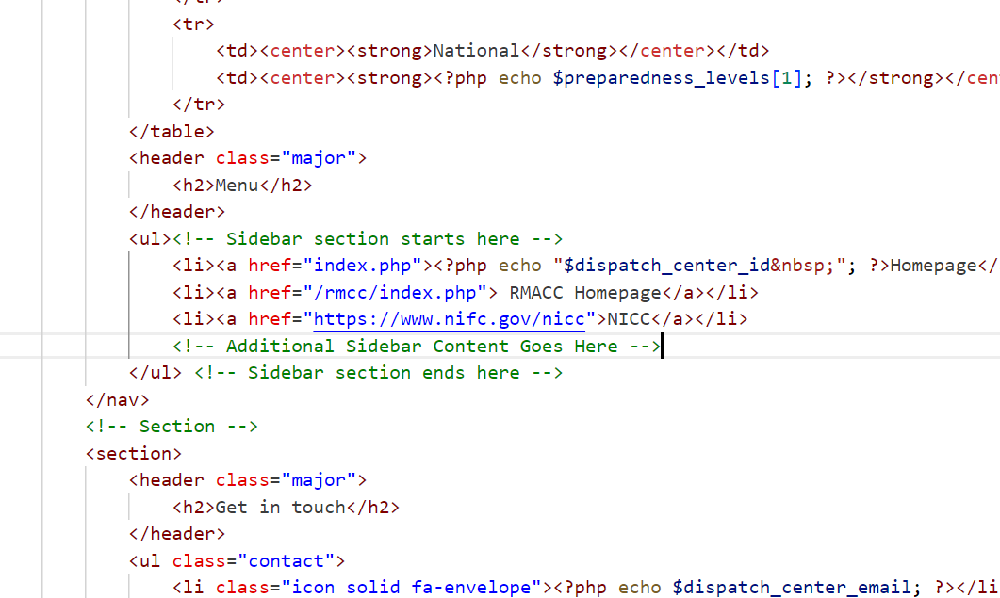 <tr>
<td><center><strong>National</strong></center></td>
<td><center><strong><?php echo $preparedness_levels[1]; ?></strong></cen
</tr>
</table>
<header class="major">
<h2>Menu</h2>
</header>
<ul><!-- Sidebar section starts here -->
<li><a href="index.php"><?php echo "$dispatch_center_id&nbsp;"; ?>Homepage</
<li><a href="/rmcc/index.php"> RMACC Homepage</a></li>
<li><a href="https://www.nifc.gov/nicc">NICC</a></li>
<!-- Additional Sidebar Content Goes Here -->
</ul> <!-- Sidebar section ends here -->
</nav>
<!-- Section -->
<section>
<header class="major">
<h2>Get in touch</h2>
</header>
<ul class="contact">
<li class="icon solid fa-envelope"><?php echo $dispatch_center_email; ?></li